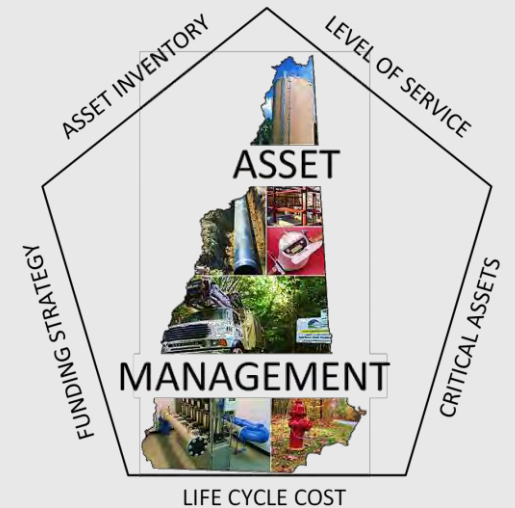 ASSET INVENTORY
LEVEL OF SERVICE
ASSET
FUNDING STRATEGY
CRITICAL ASSETS
MANAGEMENT
LIFE CYCLE COST